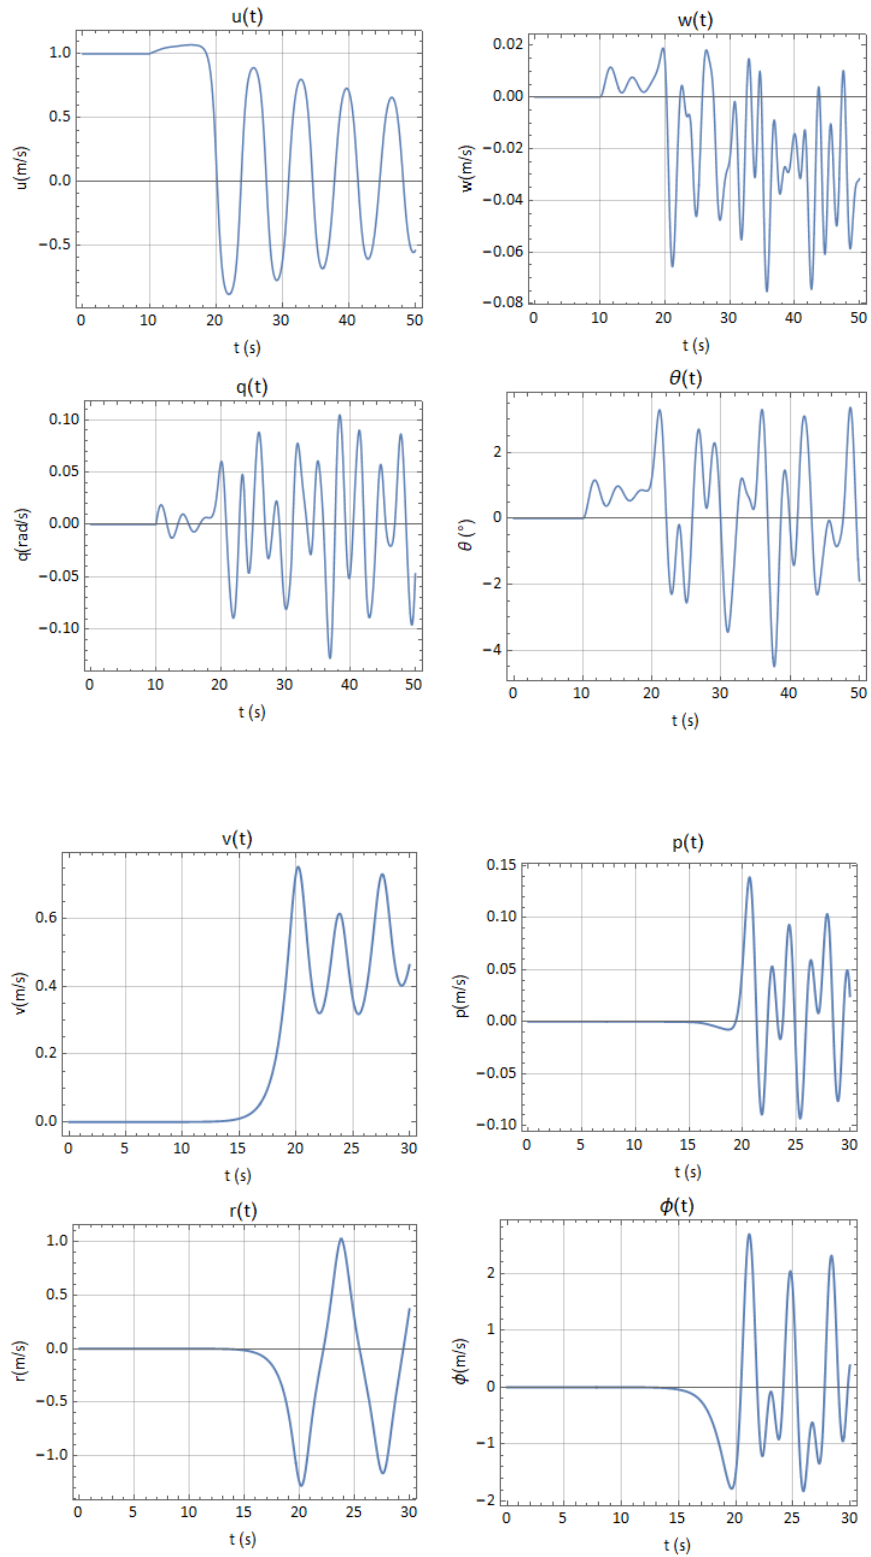 u(t)
1.0
0.5
0.0
−0.5
u(m/s)
0 10 20 30 40 50
t (s)
w(t)
0.02
0.00
−0.02
−0.04
−0.06
−0.08
w(m/s)
0 10 20 30 40 50
t (s)
q(t)
0.10
0.05
0.00
−0.05
−0.10
q(rad/s)
0 10 20 30 40 50
t (s)
θ(t)
2
0
−2
−4
θ (°)
0 10 20 30 40 50
t (s)
v(t)
0.6
0.4
0.2
0.0
v(m/s)
0 5 10 15 20 25 30
t (s)
p(t)
0.15
0.10
0.05
0.00
−0.05
−0.10
p(m/s)
0 5 10 15 20 25 30
t (s)
r(t)
1.0
0.5
0.0
−0.5
−1.0
r(m/s)
0 5 10 15 20 25 30
t (s)
ϕ(t)
2
1
0
−1
−2
ϕ(m/s)
0 5 10 15 20 25 30
t (s)